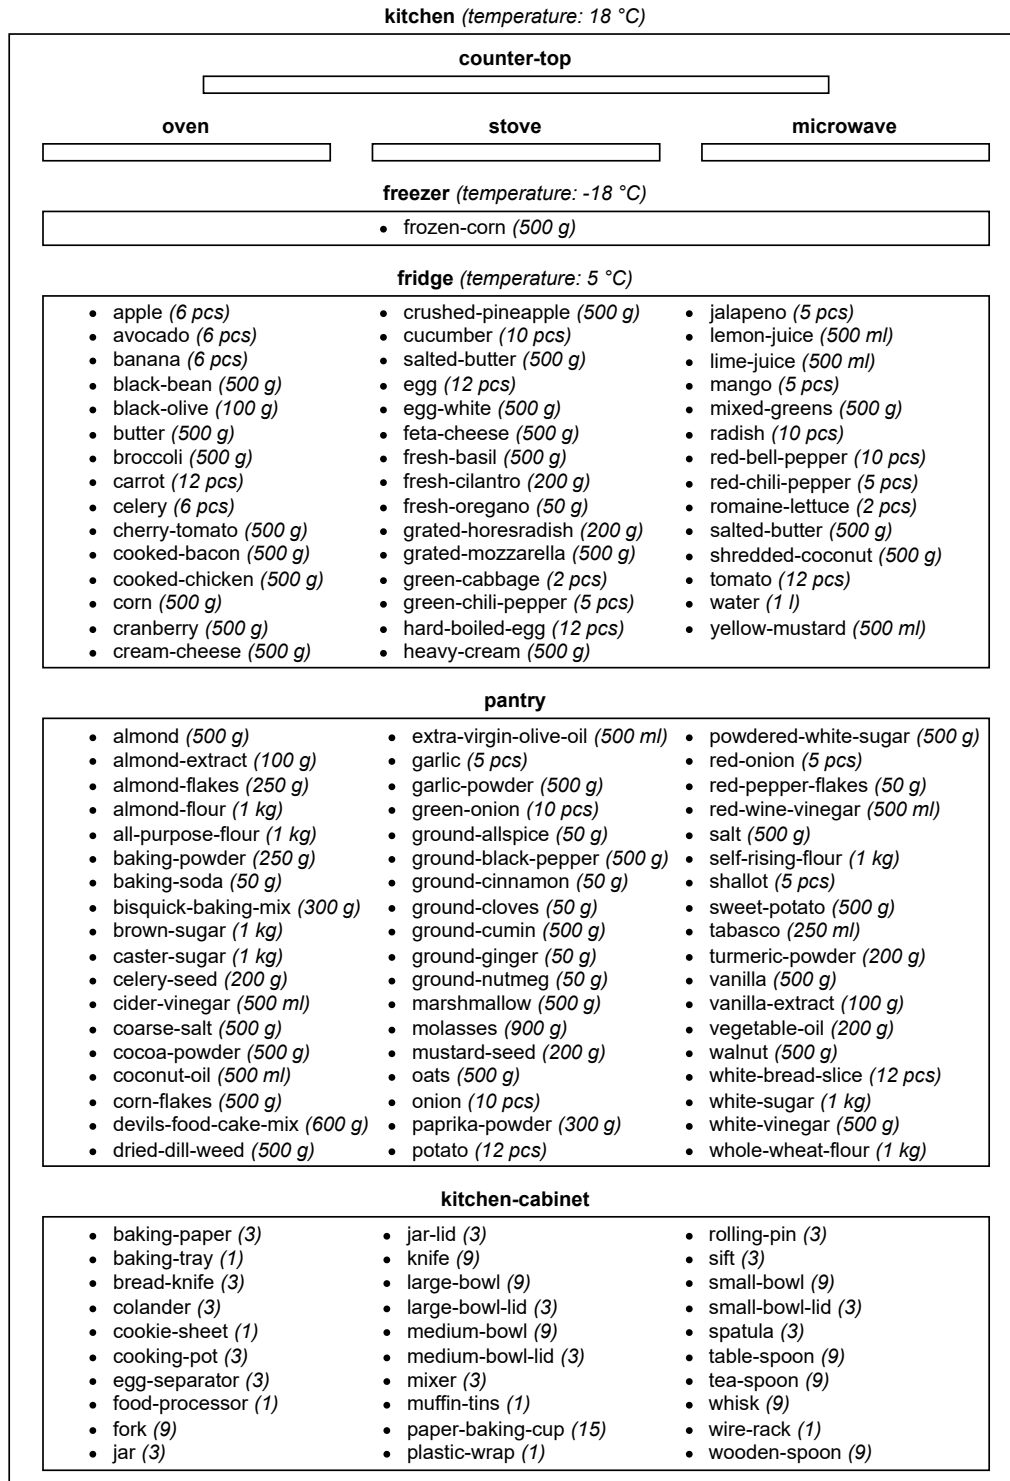 kitchen (temperature: 18 °C)
counter-top
oven
stove
microwave
freezer (temperature: -18 °C)
• frozen-corn (500 g)
fridge (temperature: 5 °C)
• apple (6 pcs)
• avocado (6 pcs)
• banana (6 pcs)
• black-bean (500 g)
• black-olive (100 g)
• butter (500 g)
• broccoli (500 g)
• carrot (12 pcs)
• celery (6 pcs)
• cherry-tomato (500 g)
• cooked-bacon (500 g)
• cooked-chicken (500 g)
• corn (500 g)
• cranberry (500 g)
• cream-cheese (500 g)
• crushed-pineapple (500 g)
• cucumber (10 pcs)
• salted-butter (500 g)
• egg (12 pcs)
• egg-white (500 g)
• feta-cheese (500 g)
• fresh-basil (500 g)
• fresh-cilantro (200 g)
• fresh-oregano (50 g)
• grated-horesradish (200 g)
• grated-mozzarella (500 g)
• green-cabbage (2 pcs)
• green-chili-pepper (5 pcs)
• hard-boiled-egg (12 pcs)
• heavy-cream (500 g)
• jalapeno (5 pcs)
• lemon-juice (500 ml)
• lime-juice (500 ml)
• mango (5 pcs)
• mixed-greens (500 g)
• radish (10 pcs)
• red-bell-pepper (10 pcs)
• red-chili-pepper (5 pcs)
• romaine-lettuce (2 pcs)
• salted-butter (500 g)
• shredded-coconut (500 g)
• tomato (12 pcs)
• water (1 l)
• yellow-mustard (500 ml)
pantry
• almond (500 g)
• almond-extract (100 g)
• almond-flakes (250 g)
• almond-flour (1 kg)
• all-purpose-flour (1 kg)
• baking-powder (250 g)
• baking-soda (50 g)
• bisquick-baking-mix (300 g)
• brown-sugar (1 kg)
• caster-sugar (1 kg)
• celery-seed (200 g)
• cider-vinegar (500 ml)
• coarse-salt (500 g)
• cocoa-powder (500 g)
• coconut-oil (500 ml)
• corn-flakes (500 g)
• devils-food-cake-mix (600 g)
• dried-dill-weed (500 g)
• extra-virgin-olive-oil (500 ml)
• garlic (5 pcs)
• garlic-powder (500 g)
• green-onion (10 pcs)
• ground-allspice (50 g)
• ground-black-pepper (500 g)
• ground-cinnamon (50 g)
• ground-cloves (50 g)
• ground-cumin (500 g)
• ground-ginger (50 g)
• ground-nutmeg (50 g)
• marshmallow (500 g)
• molasses (900 g)
• mustard-seed (200 g)
• oats (500 g)
• onion (10 pcs)
• paprika-powder (300 g)
• potato (12 pcs)
• powdered-white-sugar (500 g)
• red-onion (5 pcs)
• red-pepper-flakes (50 g)
• red-wine-vinegar (500 ml)
• salt (500 g)
• self-rising-flour (1 kg)
• shallot (5 pcs)
• sweet-potato (500 g)
• tabasco (250 ml)
• turmeric-powder (200 g)
• vanilla (500 g)
• vanilla-extract (100 g)
• vegetable-oil (200 g)
• walnut (500 g)
• white-bread-slice (12 pcs)
• white-sugar (1 kg)
• white-vinegar (500 g)
• whole-wheat-flour (1 kg)
kitchen-cabinet
• baking-paper (3)
• baking-tray (1)
• bread-knife (3)
• colander (3)
• cookie-sheet (1)
• cooking-pot (3)
• egg-separator (3)
• food-processor (1)
• fork (9)
• jar (3)
• jar-lid (3)
• knife (9)
• large-bowl (9)
• large-bowl-lid (3)
• medium-bowl (9)
• medium-bowl-lid (3)
• mixer (3)
• muffin-tins (1)
• paper-baking-cup (15)
• plastic-wrap (1)
• rolling-pin (3)
• sift (3)
• small-bowl (9)
• small-bowl-lid (3)
• spatula (3)
• table-spoon (9)
• tea-spoon (9)
• whisk (9)
• wire-rack (1)
• wooden-spoon (9)